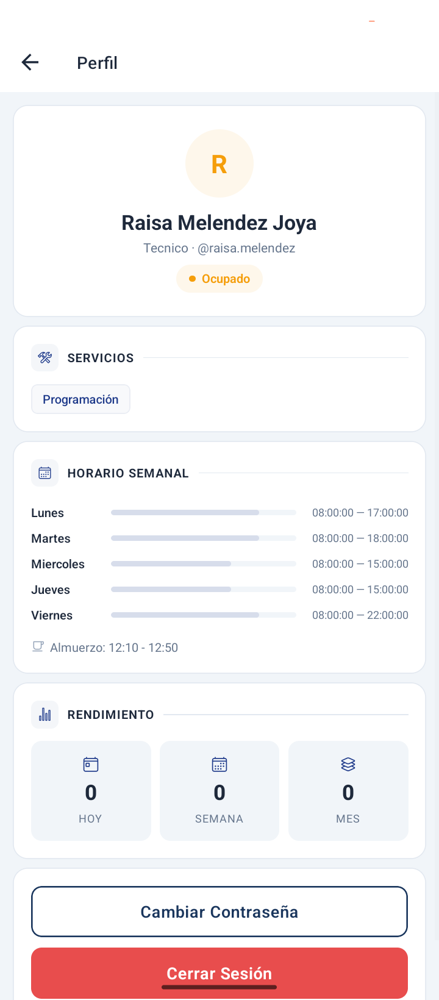 Perfil
R
Raisa Melendez Joya
Tecnico · @raisa.melendez
Ocupado
SERVICIOS
Programación
HORARIO SEMANAL
Lunes 08:00:00 — 17:00:00
Martes 08:00:00 — 18:00:00
Miercoles 08:00:00 — 15:00:00
Jueves 08:00:00 — 15:00:00
Viernes 08:00:00 — 22:00:00
Almuerzo: 12:10 - 12:50
RENDIMIENTO
0 0 0
HOY SEMANA MES
Cambiar Contraseña
Cerrar Sesión